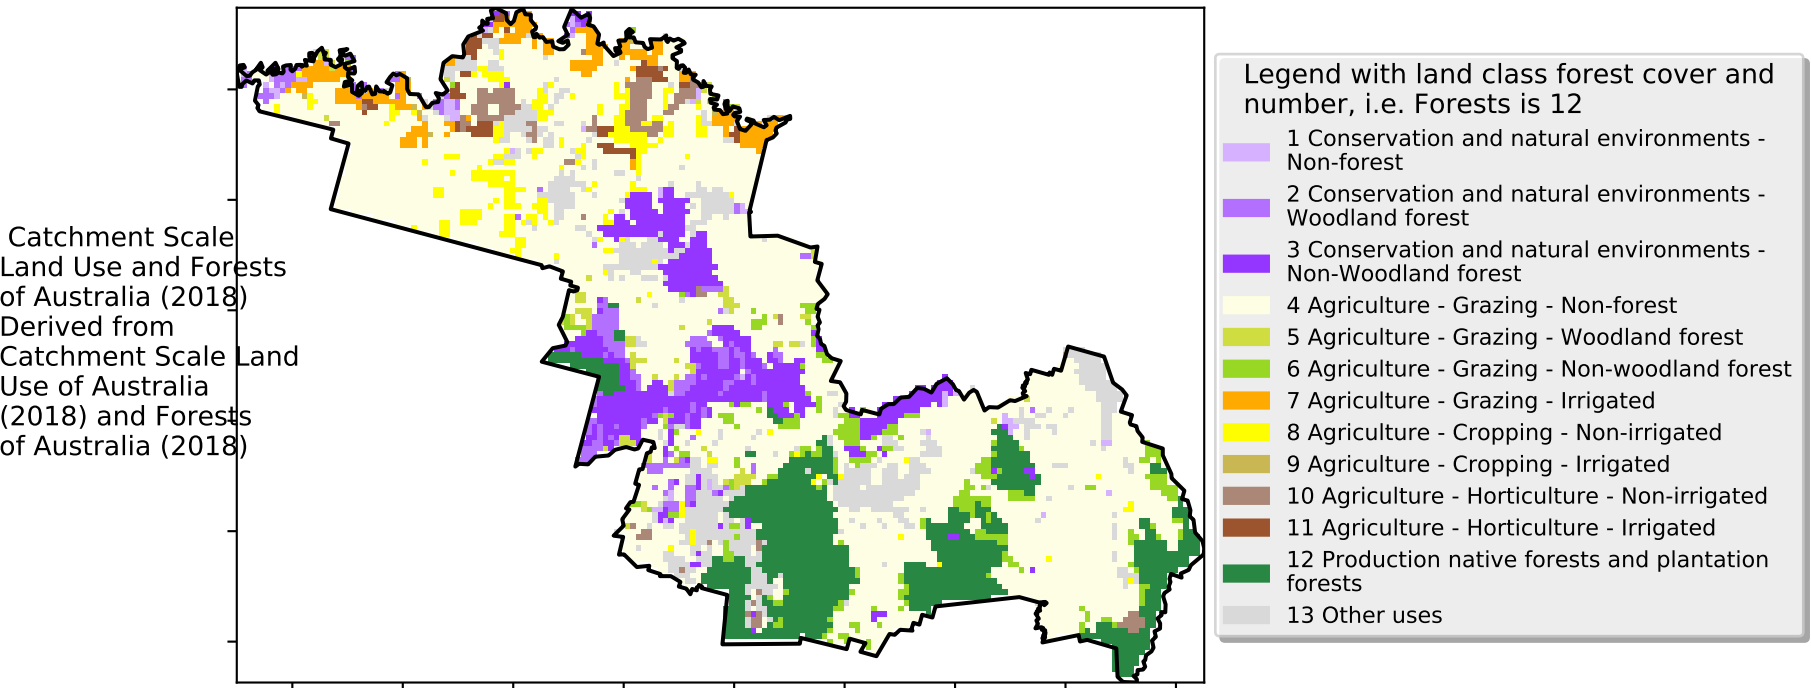 Catchment Scale
Land Use and Forests
of Australia (2018)
Derived from
Catchment Scale Land
Use of Australia
(2018) and Forests
of Australia (2018)
Legend with land class forest cover and
number, i.e. Forests is 12
1 Conservation and natural environments -
Non-forest
2 Conservation and natural environments -
Woodland forest
3 Conservation and natural environments -
Non-Woodland forest
4 Agriculture - Grazing - Non-forest
5 Agriculture - Grazing - Woodland forest
6 Agriculture - Grazing - Non-woodland forest
7 Agriculture - Grazing - Irrigated
8 Agriculture - Cropping - Non-irrigated
9 Agriculture - Cropping - Irrigated
10 Agriculture - Horticulture - Non-irrigated
11 Agriculture - Horticulture - Irrigated
12 Production native forests and plantation
forests
13 Other uses